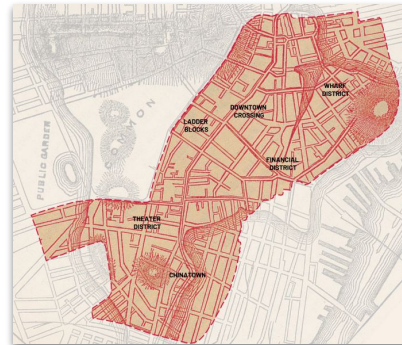 WHARF
DISTRICT
DOWNTOWN
CROSSING
LADDER
BLOCKS
COMMON
PUBLIC GARDEN
FINANCIAL
DISTRICT
THEATER
DISTRICT
CHINATOWN